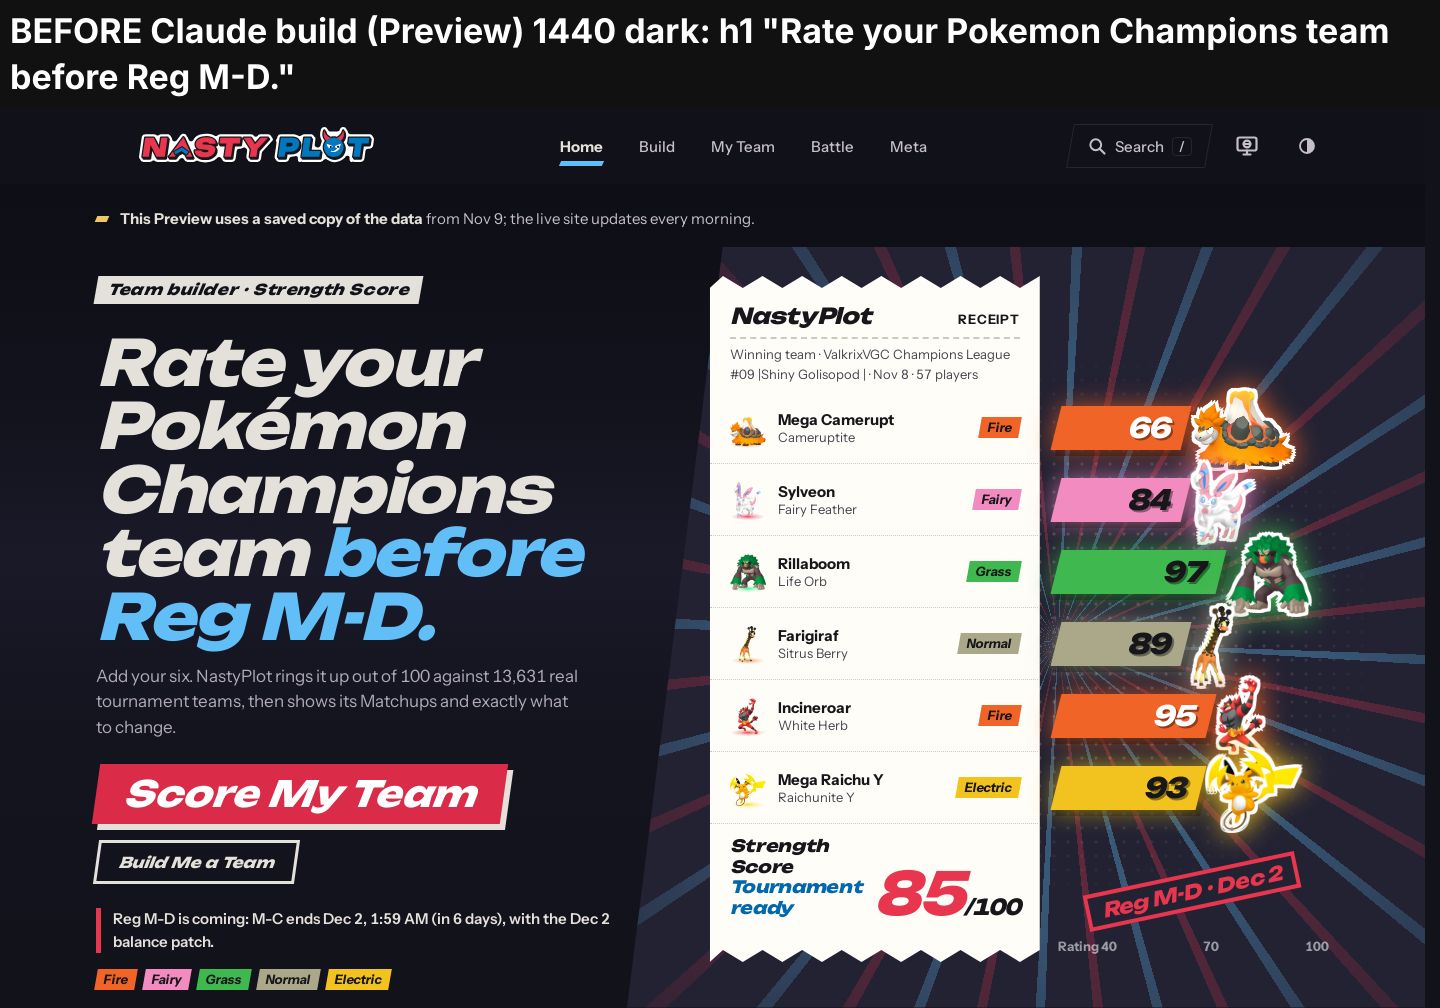 BEFORE Claude build (Preview) 1440 dark: h1 "Rate your Pokemon Champions team
before Reg M-D."
NASTY PLOT
Home
Build
My Team
Battle
Meta
Search /
This Preview uses a saved copy of the data from Nov 9; the live site updates every morning.
Team builder · Strength Score
Rate your
Pokémon
Champions
team before
Reg M-D.
Add your six. NastyPlot rings it up out of 100 against 13,631 real
tournament teams, then shows its Matchups and exactly what
to change.
Score My Team
Build Me a Team
Reg M-D is coming: M-C ends Dec 2, 1:59 AM (in 6 days), with the Dec 2
balance patch.
Fire
Fairy
Grass
Normal
Electric
NastyPlot
RECEIPT
Winning team · ValkrixVGC Champions League
#09 |Shiny Golisopod | · Nov 8 · 57 players
Mega Camerupt
Cameruptite
Fire
66
Sylveon
Fairy Feather
Fairy
84
Rillaboom
Life Orb
Grass
97
Farigiraf
Sitrus Berry
Normal
89
Incineroar
White Herb
Fire
95
Mega Raichu Y
Raichunite Y
Electric
93
Strength
Score
Tournament
ready
85/100
Reg M-D · Dec 2
Rating 40
70
100